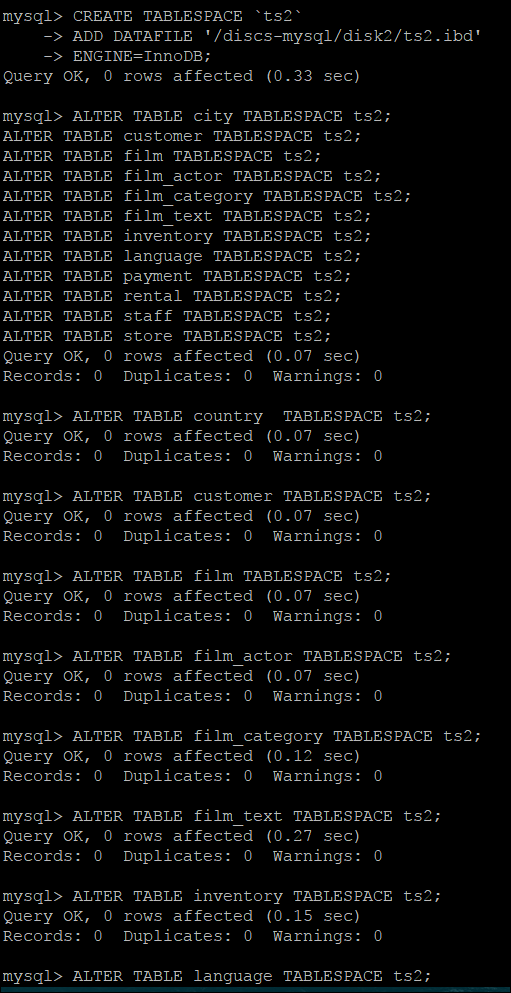 mysql> CREATE TABLESPACE `ts2`
    -> ADD DATAFILE '/discs-mysql/disk2/ts2.ibd'
    -> ENGINE=InnoDB;
Query OK, 0 rows affected (0.33 sec)

mysql> ALTER TABLE city TABLESPACE ts2;
ALTER TABLE customer TABLESPACE ts2;
ALTER TABLE film TABLESPACE ts2;
ALTER TABLE film_actor TABLESPACE ts2;
ALTER TABLE film_category TABLESPACE ts2;
ALTER TABLE film_text TABLESPACE ts2;
ALTER TABLE inventory TABLESPACE ts2;
ALTER TABLE language TABLESPACE ts2;
ALTER TABLE payment TABLESPACE ts2;
ALTER TABLE rental TABLESPACE ts2;
ALTER TABLE staff TABLESPACE ts2;
ALTER TABLE store TABLESPACE ts2;
Query OK, 0 rows affected (0.07 sec)
Records: 0  Duplicates: 0  Warnings: 0

mysql> ALTER TABLE country  TABLESPACE ts2;
Query OK, 0 rows affected (0.07 sec)
Records: 0  Duplicates: 0  Warnings: 0

mysql> ALTER TABLE customer TABLESPACE ts2;
Query OK, 0 rows affected (0.07 sec)
Records: 0  Duplicates: 0  Warnings: 0

mysql> ALTER TABLE film TABLESPACE ts2;
Query OK, 0 rows affected (0.07 sec)
Records: 0  Duplicates: 0  Warnings: 0

mysql> ALTER TABLE film_actor TABLESPACE ts2;
Query OK, 0 rows affected (0.07 sec)
Records: 0  Duplicates: 0  Warnings: 0

mysql> ALTER TABLE film_category TABLESPACE ts2;
Query OK, 0 rows affected (0.12 sec)
Records: 0  Duplicates: 0  Warnings: 0

mysql> ALTER TABLE film_text TABLESPACE ts2;
Query OK, 0 rows affected (0.27 sec)
Records: 0  Duplicates: 0  Warnings: 0

mysql> ALTER TABLE inventory TABLESPACE ts2;
Query OK, 0 rows affected (0.15 sec)
Records: 0  Duplicates: 0  Warnings: 0

mysql> ALTER TABLE language TABLESPACE ts2;